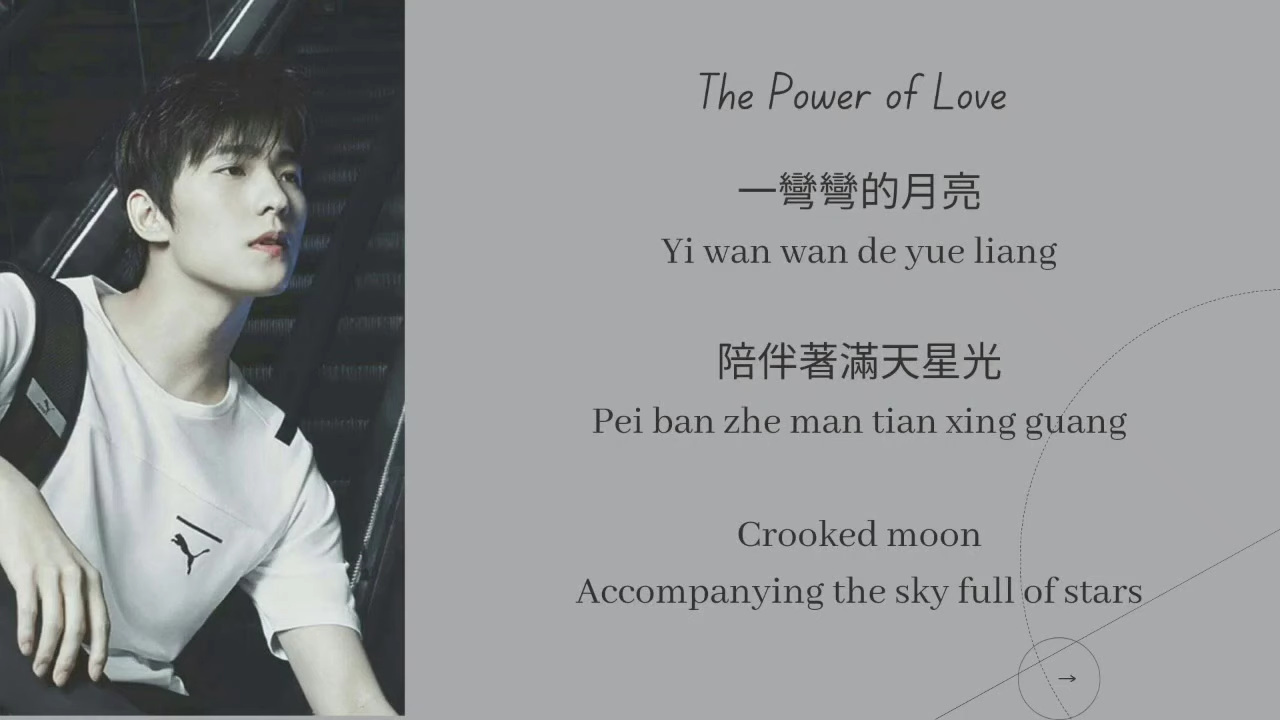 The Power of Love
一彎彎的月亮
Yi wan wan de yue liang
陪伴著滿天星光
Pei ban zhe man tian xing guang
Crooked moon
Accompanying the sky full of stars